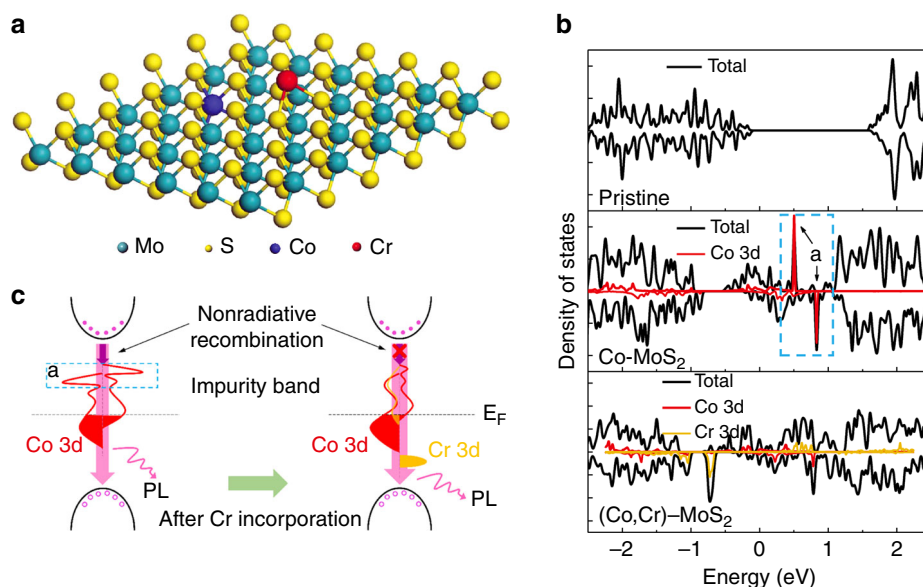 a
Mo
S
Co
Cr
b
Density of states
Total
Pristine
Total
Co 3d
a
Co-MoS₂
Total
Co 3d
Cr 3d
(Co,Cr)–MoS₂
–2
–1
0
1
2
Energy (eV)
c
Nonradiative
recombination
a
Impurity band
E_F
Co 3d
Co 3d
Cr 3d
PL
PL
After Cr incorporation